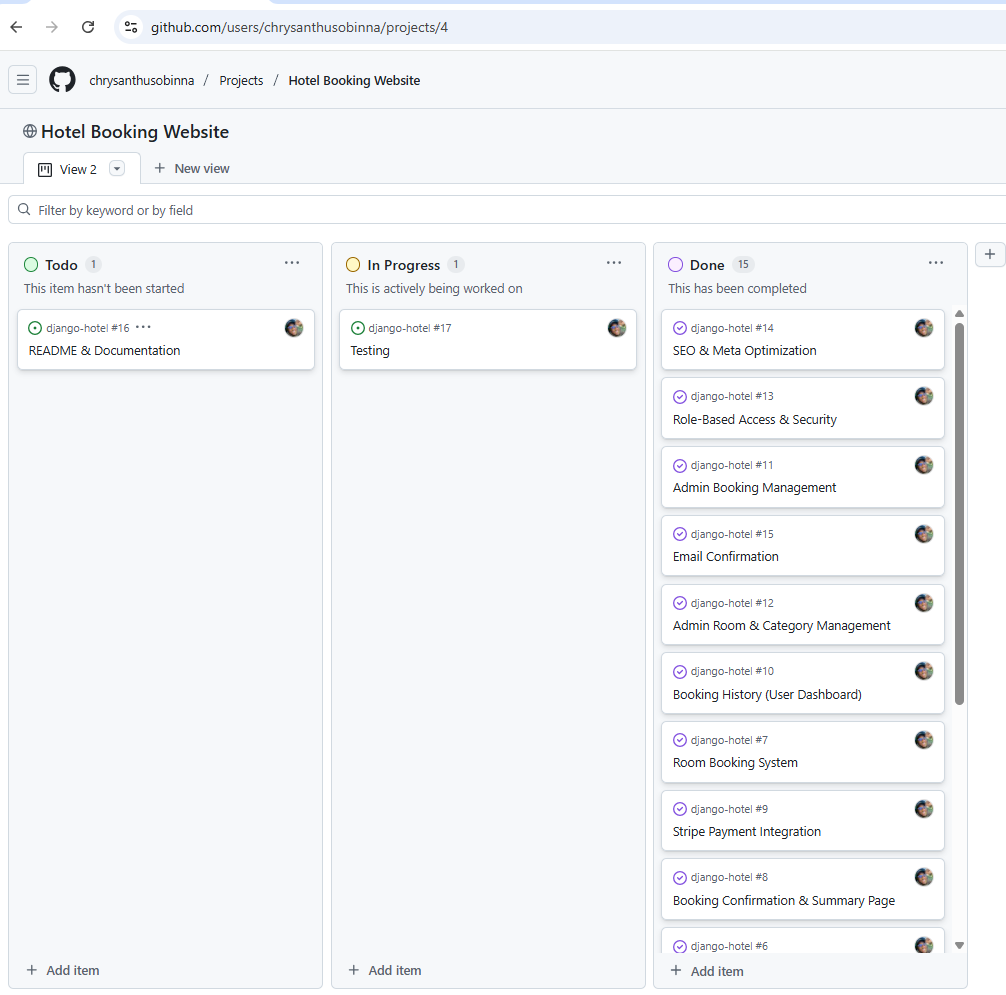 github.com/users/chrysanthusobinna/projects/4
chrysanthusobinna / Projects / Hotel Booking Website
Hotel Booking Website
View 2
New view
Filter by keyword or by field
Todo 1
This item hasn't been started
django-hotel #16 ···
README & Documentation
Add item
In Progress 1
This is actively being worked on
django-hotel #17
Testing
Add item
Done 15
This has been completed
django-hotel #14
SEO & Meta Optimization
django-hotel #13
Role-Based Access & Security
django-hotel #11
Admin Booking Management
django-hotel #15
Email Confirmation
django-hotel #12
Admin Room & Category Management
django-hotel #10
Booking History (User Dashboard)
django-hotel #7
Room Booking System
django-hotel #9
Stripe Payment Integration
django-hotel #8
Booking Confirmation & Summary Page
django-hotel #6
Add item